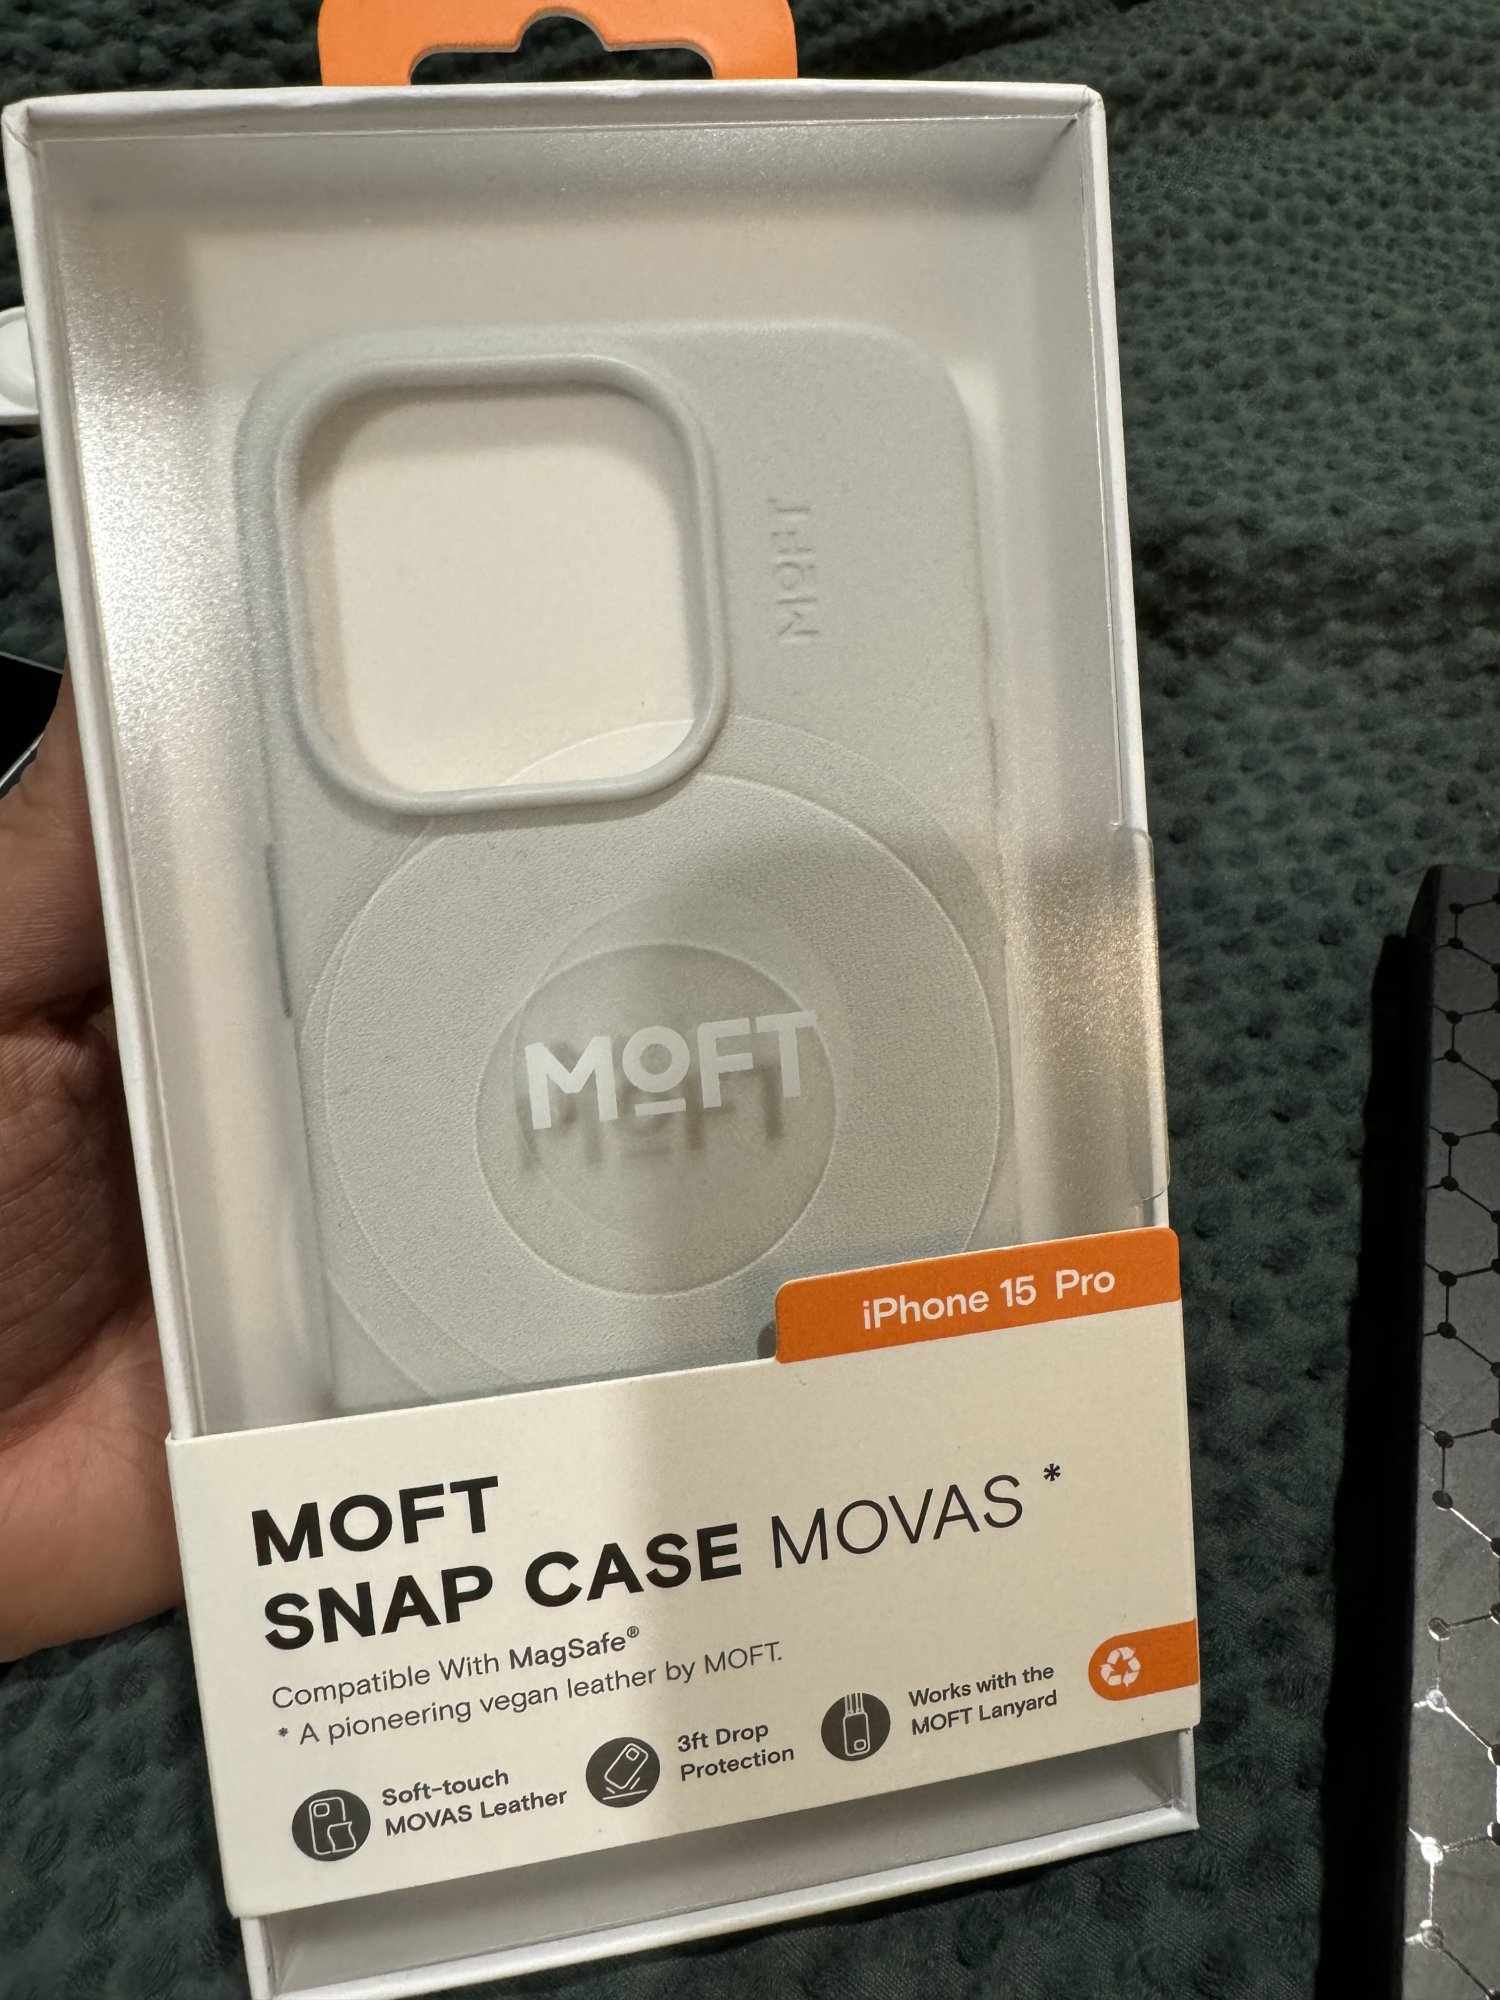 MOFT
MOFT
iPhone 15 Pro
MOFT
SNAP CASE MOVAS *
Compatible With MagSafe®
* A pioneering vegan leather by MOFT.
Soft-touch
MOVAS Leather
3ft Drop
Protection
Works with the
MOFT Lanyard